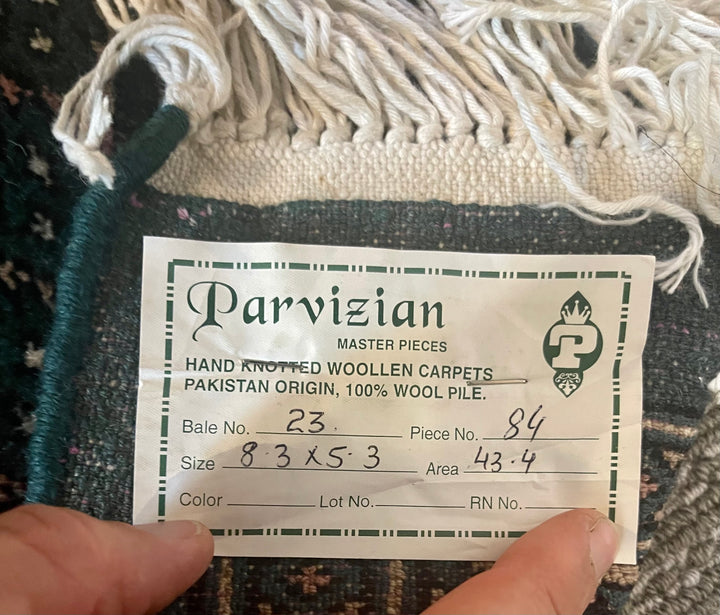 Parvizian
MASTER PIECES
HAND KNOTTED WOOLLEN CARPETS
PAKISTAN ORIGIN, 100% WOOL PILE.
P
Bale No. 23. Piece No. 84
Size 8.3 x 5.3 Area 43.4
Color Lot No. RN No.